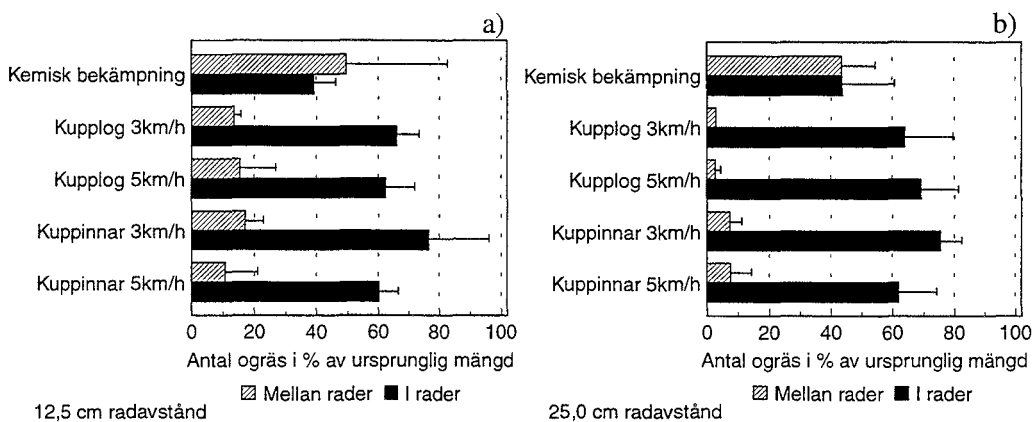 a)
Kemisk bekämpning
Kupplog 3km/h
Kupplog 5km/h
Kuppinnar 3km/h
Kuppinnar 5km/h
0 20 40 60 80 100
Antal ogräs i % av ursprunglig mängd
Mellan rader I rader
12,5 cm radavstånd
b)
Kemisk bekämpning
Kupplog 3km/h
Kupplog 5km/h
Kuppinnar 3km/h
Kuppinnar 5km/h
0 20 40 60 80 100
Antal ogräs i % av ursprunglig mängd
Mellan rader I rader
25,0 cm radavstånd